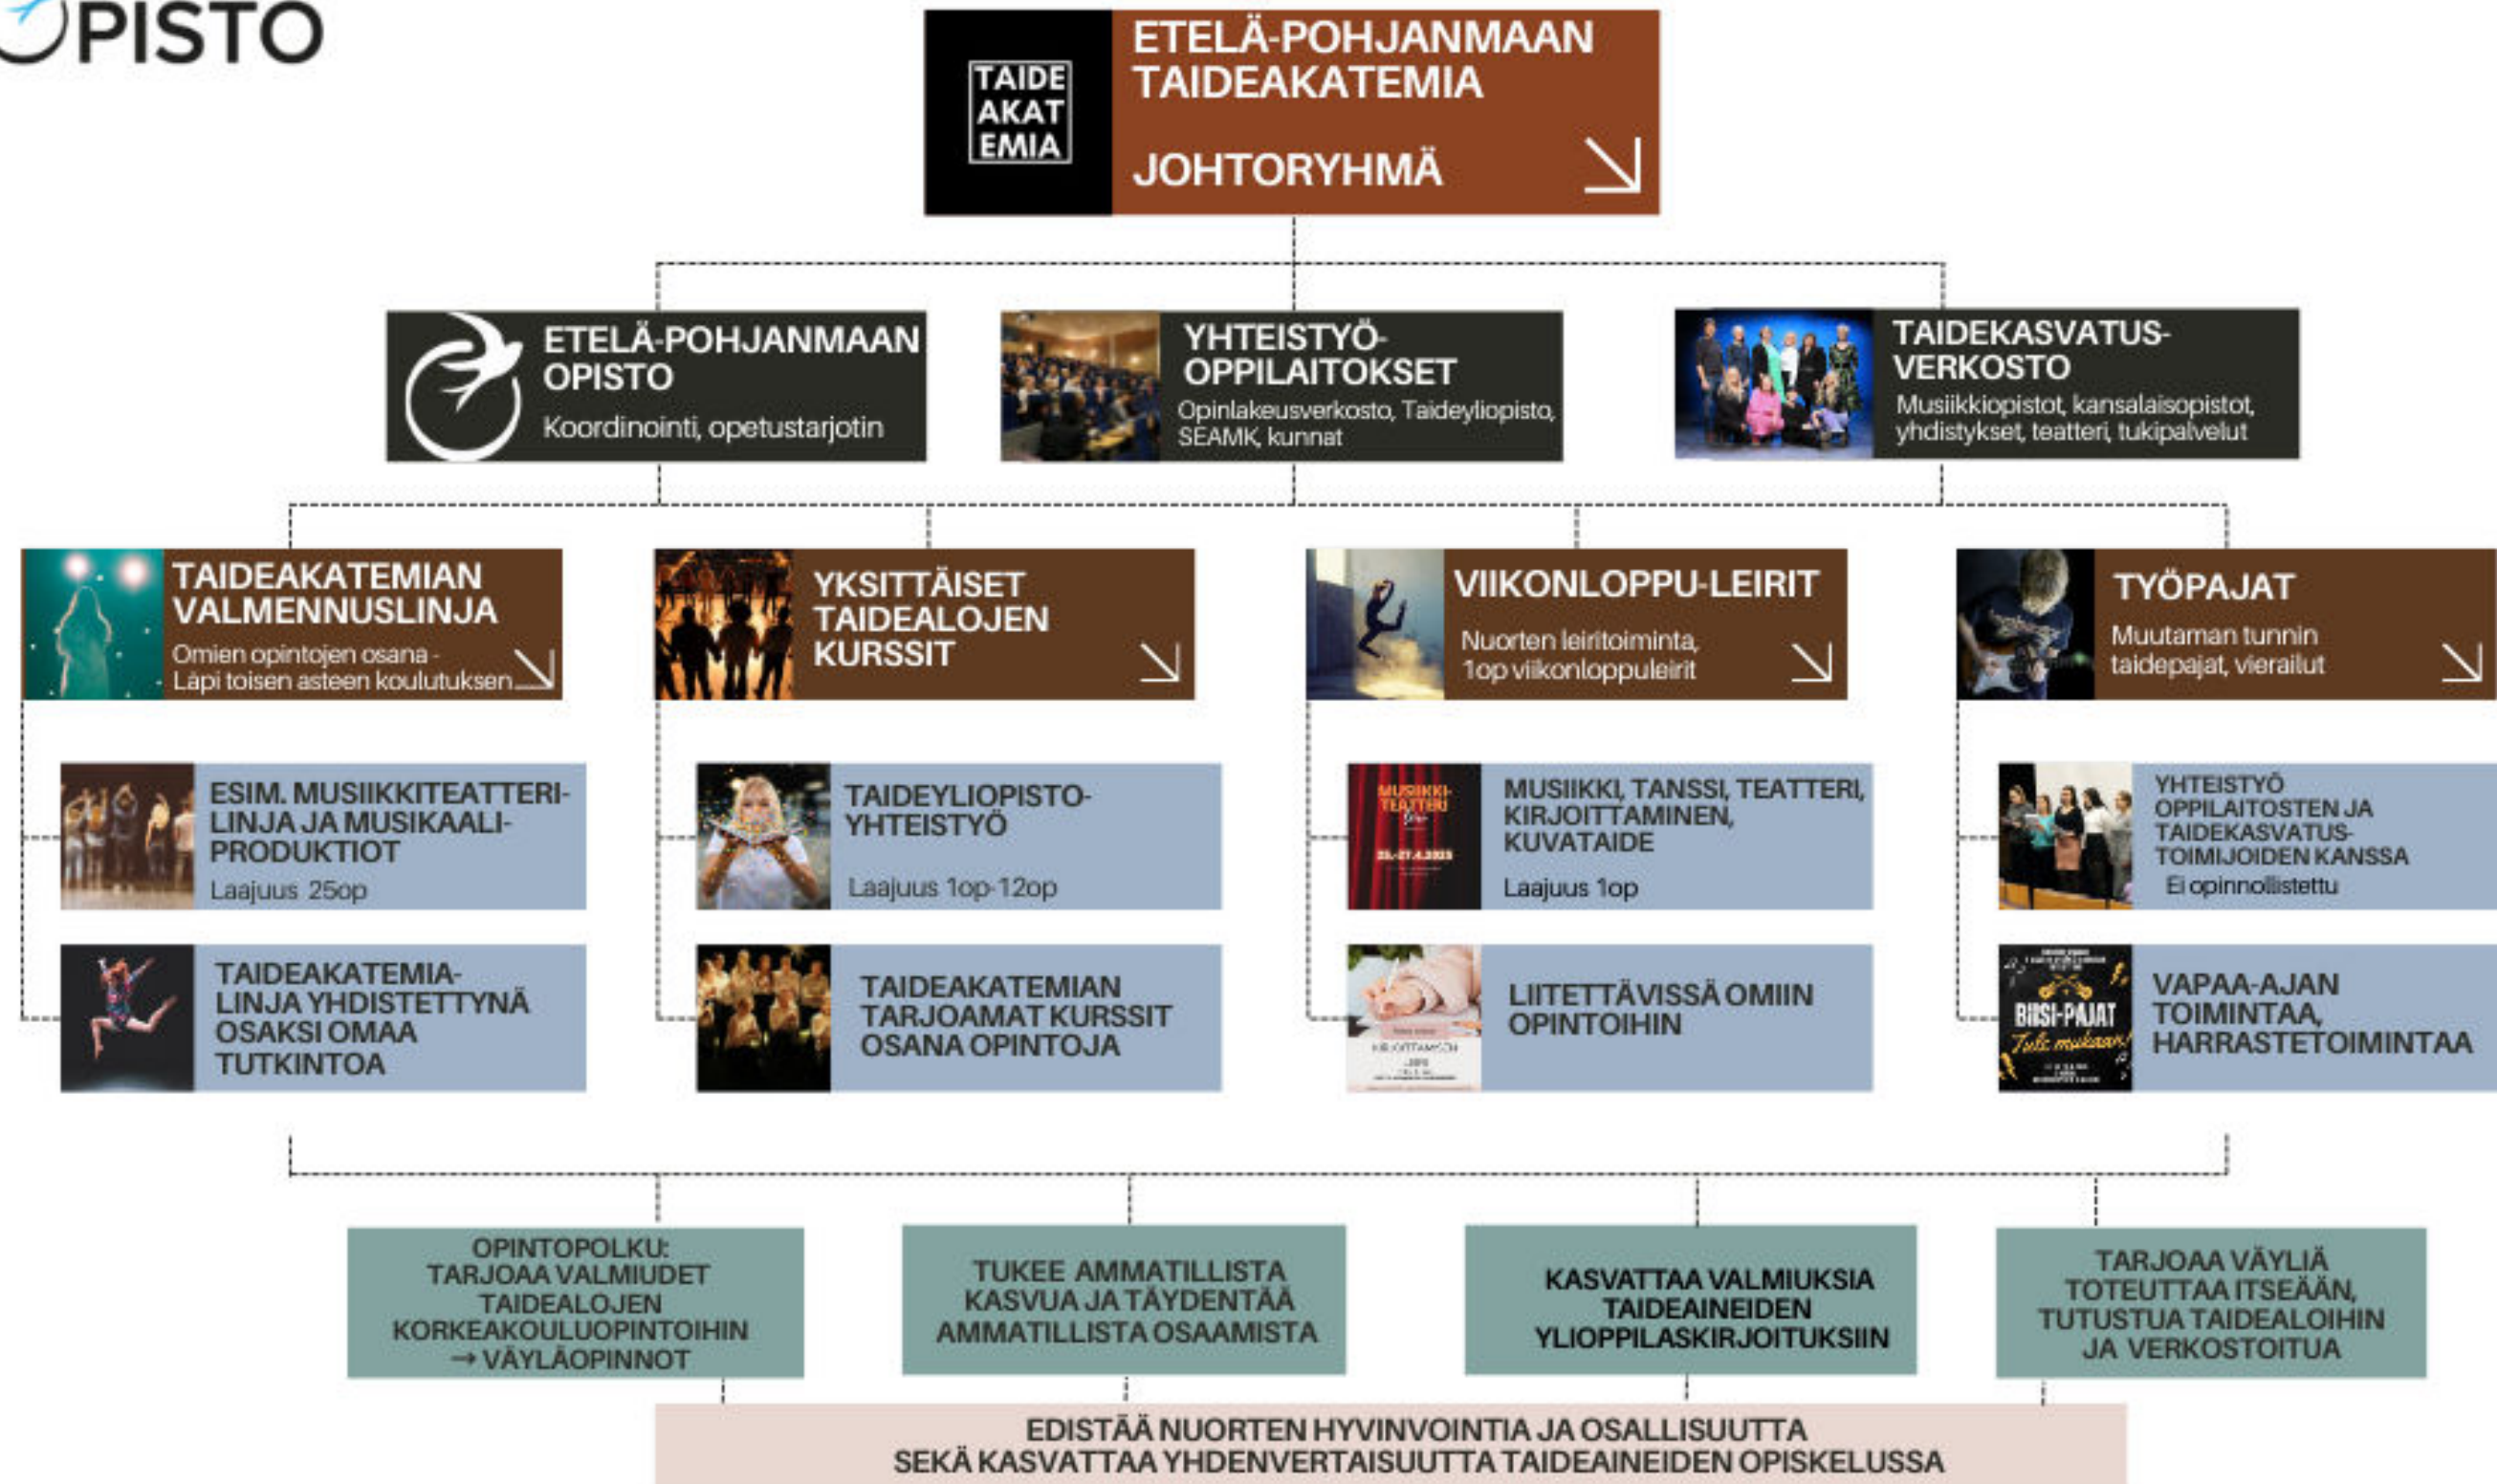 OPISTO
TAIDE
AKAT
EMIA
ETELÄ-POHJANMAAN
TAIDEAKATEMIA
JOHTORYHMÄ
ETELÄ-POHJANMAAN
OPISTO
Koordinointi, opetustarjotin
YHTEISTYÖ-
OPPILAITOKSET
Opinlakeusverkosto, Taideyliopisto,
SEAMK, kunnat
TAIDEKASVATUS-
VERKOSTO
Musiikkiopistot, kansalaisopistot,
yhdistykset, teatteri, tukipalvelut
TAIDEAKATEMIAN
VALMENNUSLINJA
Omien opintojen osana -
Läpi toisen asteen koulutuksen
YKSITTÄISET
TAIDEALOJEN
KURSSIT
VIIKONLOPPU-LEIRIT
Nuorten leiritoiminta,
1op viikonloppuleirit
TYÖPAJAT
Muutaman tunnin
taidepajat, vierailut
ESIM. MUSIIKKITEATTERI-
LINJA JA MUSIKAALI-
PRODUKTIOT
Laajuus 25op
TAIDEYLIOPISTO-
YHTEISTYÖ
Laajuus 1op-12op
MUSIIKKI-
TEATTERI
25.-27.4.2025
MUSIIKKI, TANSSI, TEATTERI,
KIRJOITTAMINEN,
KUVATAIDE
Laajuus 1op
YHTEISTYÖ
OPPILAITOSTEN JA
TAIDEKASVATUS-
TOIMIJOIDEN KANSSA
Ei opinnollistettu
TAIDEAKATEMIA-
LINJA YHDISTETTYNÄ
OSAKSI OMAA
TUTKINTOA
TAIDEAKATEMIAN
TARJOAMAT KURSSIT
OSANA OPINTOJA
LIITETTÄVISSÄ OMIIN
OPINTOIHIN
BIISI-PAJAT
Tule mukaan!
VAPAA-AJAN
TOIMINTAA,
HARRASTETOIMINTAA
OPINTOPOLKU:
TARJOAA VALMIUDET
TAIDEALOJEN
KORKEAKOULUOPINTOIHIN
→ VÄYLÄOPINNOT
TUKEE AMMATILLISTA
KASVUA JA TÄYDENTÄÄ
AMMATILLISTA OSAAMISTA
KASVATTAA VALMIUKSIA
TAIDEAINEIDEN
YLIOPPILASKIRJOITUKSIIN
TARJOAA VÄYLIÄ
TOTEUTTAA ITSEÄÄN,
TUTUSTUA TAIDEALOIHIN
JA VERKOSTOITUA
EDISTÄÄ NUORTEN HYVINVOINTIA JA OSALLISUUTTA
SEKÄ KASVATTAA YHDENVERTAISUUTTA TAIDEAINEIDEN OPISKELUSSA